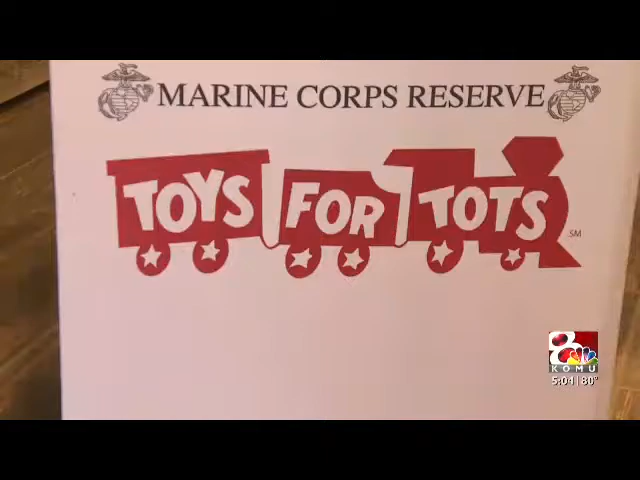 MARINE CORPS RESERVE
TOYS FOR TOTS
SM
8
KOMU
5:04 80°